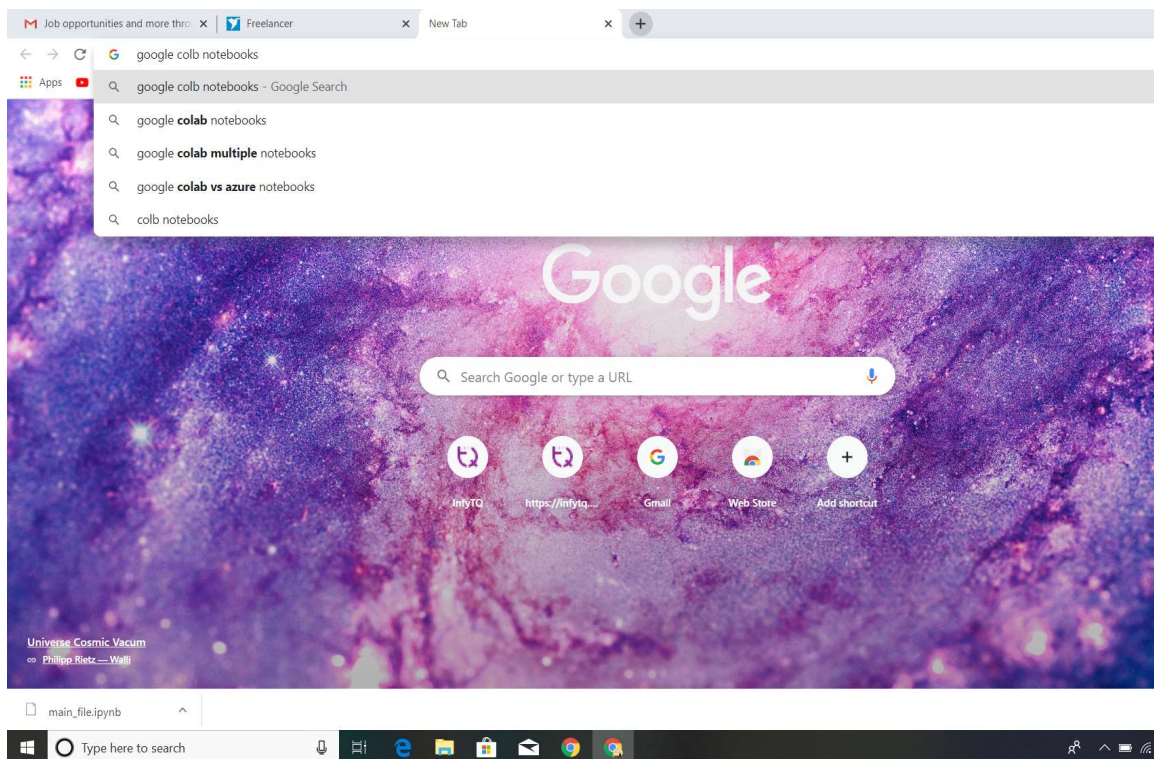 Job opportunities and more thro
Freelancer
New Tab
google colb notebooks
Apps
google colb notebooks - Google Search
google colab notebooks
google colab multiple notebooks
google colab vs azure notebooks
colb notebooks
Google
Search Google or type a URL
InfyTQ
https://infytq....
Gmail
Web Store
Add shortcut
Universe Cosmic Vacum
Philipp Rietz — Walli
main_file.ipynb
Type here to search